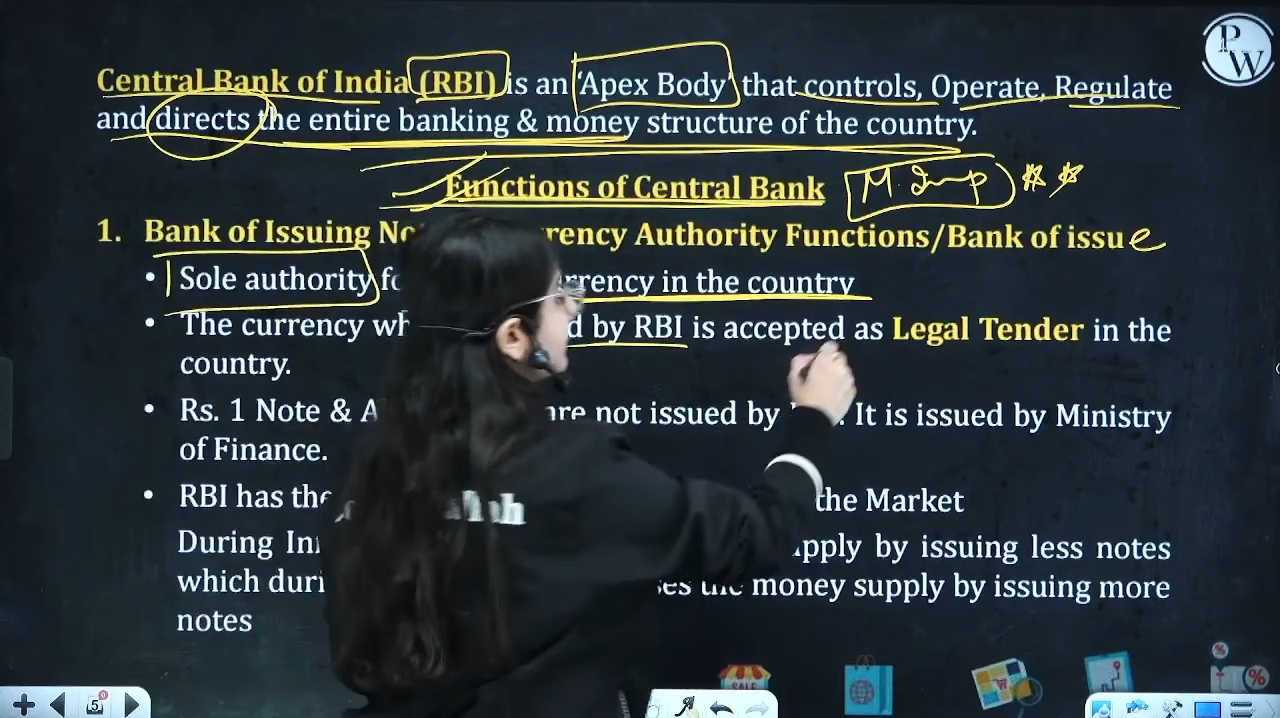 P
W
Central Bank of India (RBI) is an 'Apex Body' that controls, Operate, Regulate
and directs the entire banking & money structure of the country.
Functions of Central Bank M. Imp
1. Bank of Issuing No rency Authority Functions/Bank of issue
• Sole authority fo rrency in the country
• The currency wh d by RBI is accepted as Legal Tender in the
country.
• Rs. 1 Note & A are not issued by . It is issued by Ministry
of Finance.
• RBI has the the Market
During In pply by issuing less notes
which duri es the money supply by issuing more
notes
SALE
5
0